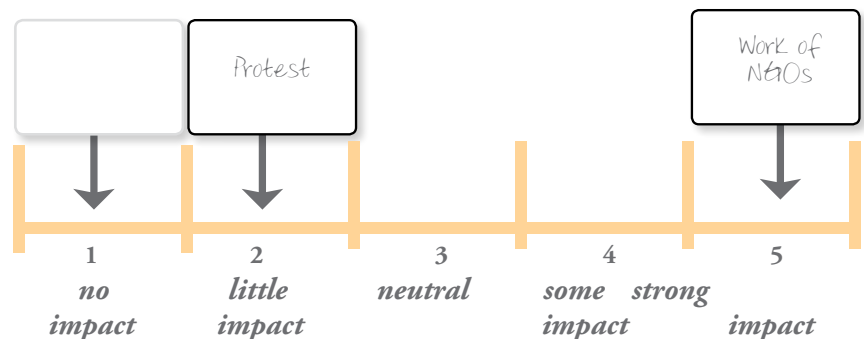 Protest
Work of
NGOs
1 2 3 4 5
no little neutral some strong
impact impact impact impact